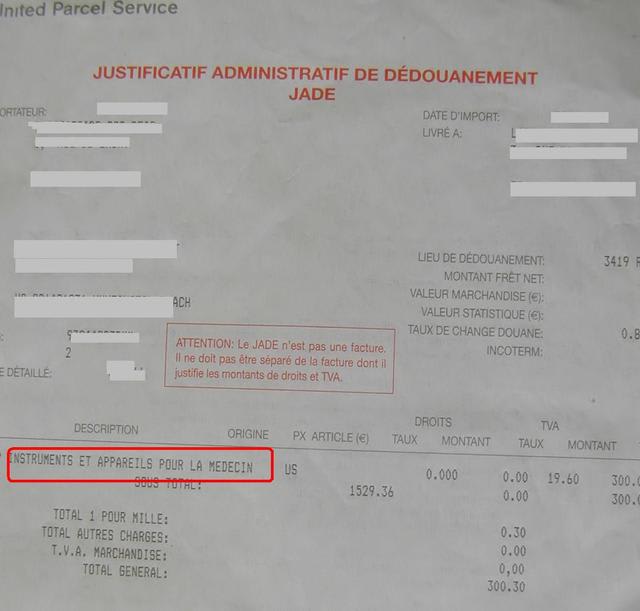 United Parcel Service
JUSTIFICATIF ADMINISTRATIF DE DÉDOUANEMENT
JADE
ORTATEUR:
DATE D'IMPORT:
LIVRÉ A:
LIEU DE DÉDOUANEMENT: 3419
MONTANT FRÊT NET:
VALEUR MARCHANDISE (€):
VALEUR STATISTIQUE (€):
TAUX DE CHANGE DOUANE: 0.8
INCOTERM:
ACH
2
E DÉTAILLÉ:
ATTENTION: Le JADE n'est pas une facture.
Il ne doit pas être séparé de la facture dont il
justifie les montants de droits et TVA.
DROITS TVA
DESCRIPTION ORIGINE PX ARTICLE (€) TAUX MONTANT TAUX MONTANT
INSTRUMENTS ET APPAREILS POUR LA MEDECIN US 0.000 0.00 19.60 300.0
SOUS TOTAL: 1529.36 0.00 300.0
TOTAL 1 POUR MILLE: 0.30
TOTAL AUTRES CHARGES: 0.00
T.V.A. MARCHANDISE: 0,00
TOTAL GENERAL: 300.30